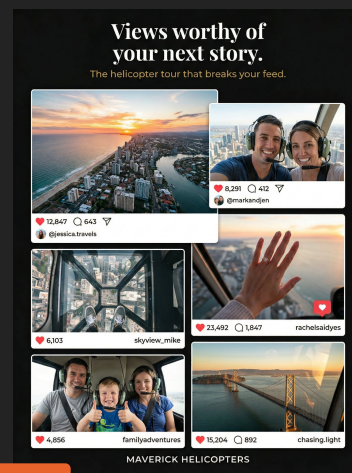 Views worthy of
your next story.
The helicopter tour that breaks your feed.
12,847 643
@jessica.travels
8,291 412
@markandjen
6,103 skyview_mike
23,492 1,847 rachelsaidyes
4,856 familyadventures
15,204 892 chasing.light
MAVERICK HELICOPTERS